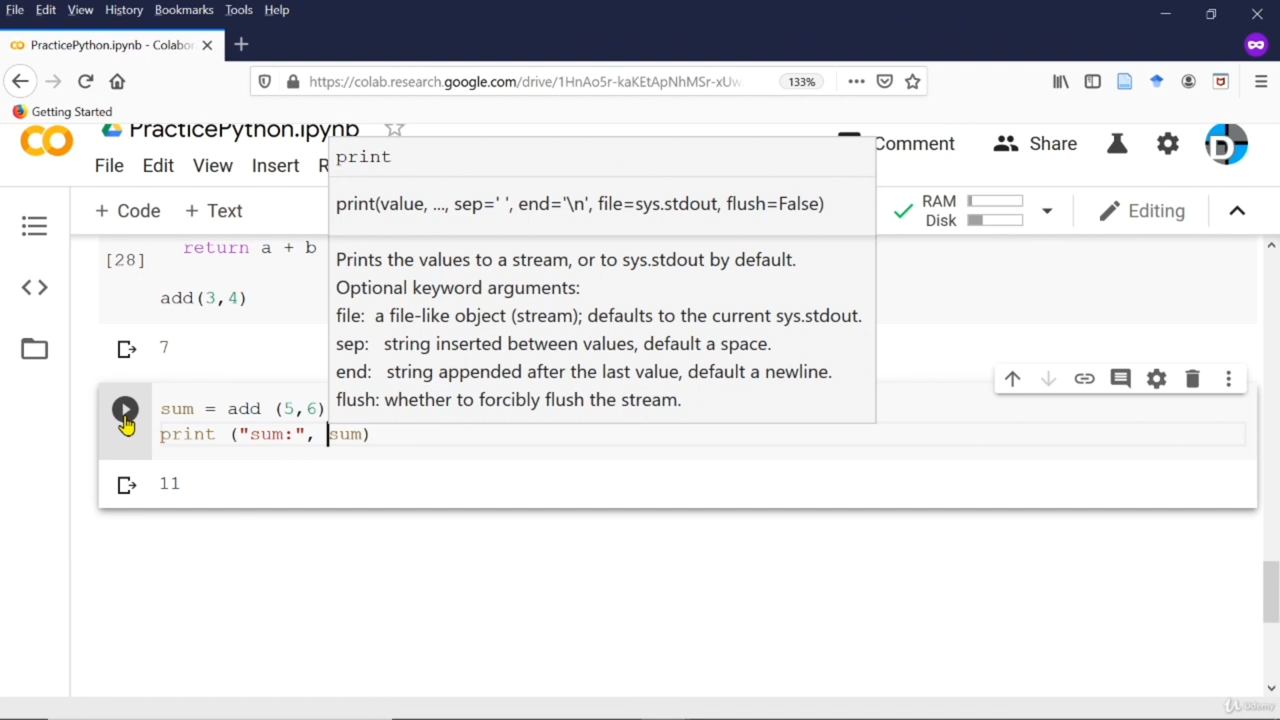 File Edit View History Bookmarks Tools Help
PracticePython.ipynb - Colabor
https://colab.research.google.com/drive/1HnAo5r-kaKEtApNhMSr-xUw 133%
Getting Started
PracticePython.ipynb
File Edit View Insert R
Comment Share
+ Code + Text
RAM
Disk
Editing
print
print(value, ..., sep=' ', end='\n', file=sys.stdout, flush=False)
Prints the values to a stream, or to sys.stdout by default.
Optional keyword arguments:
file: a file-like object (stream); defaults to the current sys.stdout.
sep: string inserted between values, default a space.
end: string appended after the last value, default a newline.
flush: whether to forcibly flush the stream.
return a + b
[28]
add(3,4)
7
sum = add (5,6)
print ("sum:", sum)
11
Udemy